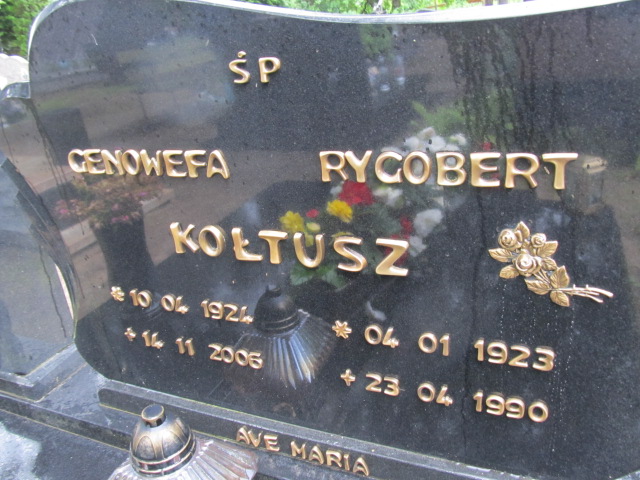 ŚP
GENOWEFA RYGOBERT
KOŁTUSZ
* 10 04 1924 * 04 01 1923
+ 14 11 2006 + 23 04 1990
AVE MARIA